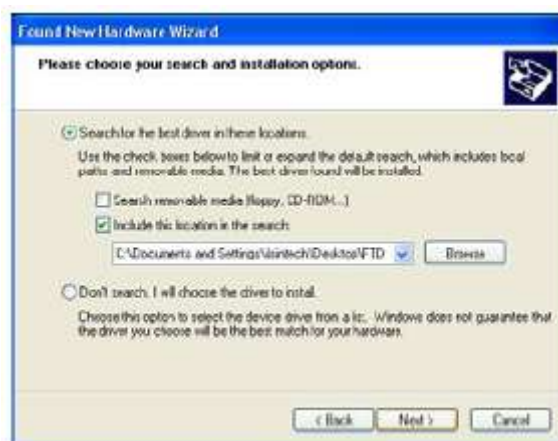 Found New Hardware Wizard
Please choose your search and installation options.
Search for the best driver in these locations.
Use the check boxes below to limit or expand the default search, which includes local
paths and removable media. The best driver found will be installed.
Search removable media (floppy, CD-ROM...)
Include this location in the search:
C:\Documents and Settings\ \Desktop\FTD
Browse
Don't search. I will choose the driver to install.
Choose this option to select the device driver from a list. Windows does not guarantee that
the driver you choose will be the best match for your hardware.
< Back
Next >
Cancel